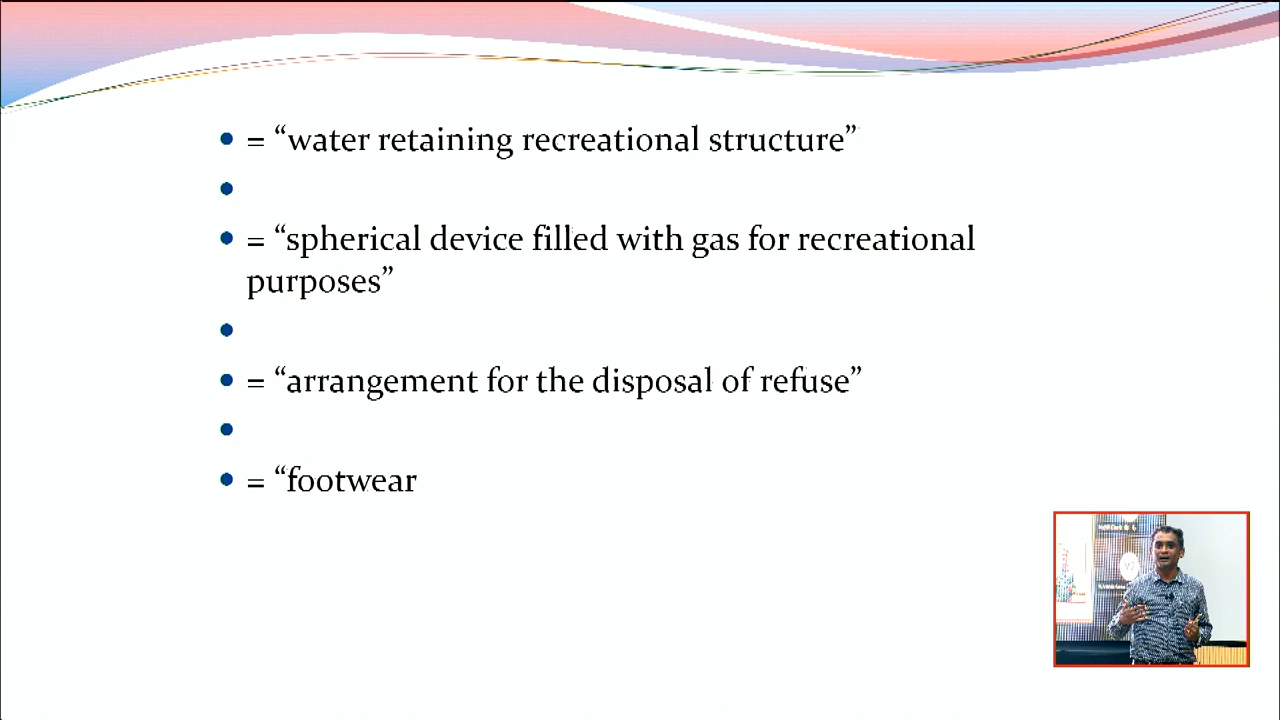 = “water retaining recreational structure”
= “spherical device filled with gas for recreational
purposes”
= “arrangement for the disposal of refuse”
= “footwear